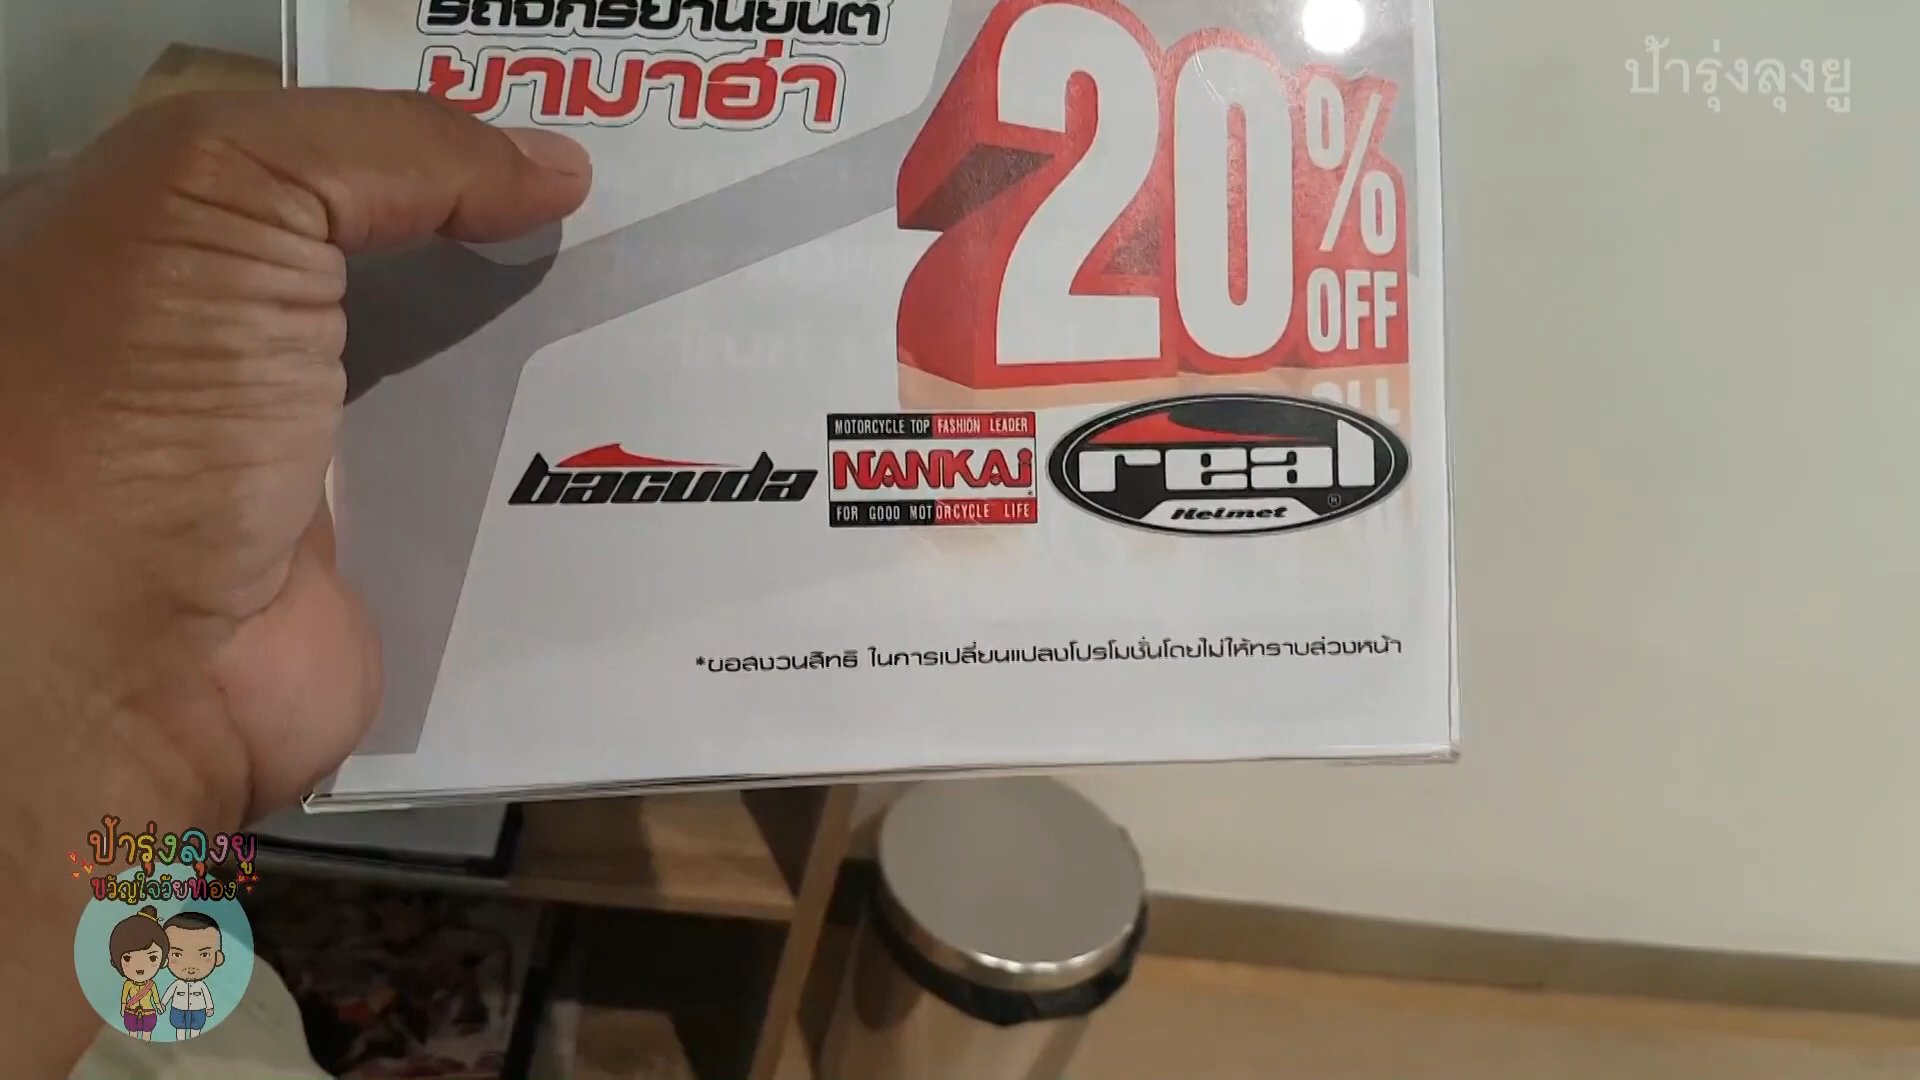 รถจักรยานยนต์
ยามาฮ่า
20%
OFF
ป้ารุ่งลุงยู
bacuda
MOTORCYCLE TOP FASHION LEADER
NANKAi
FOR GOOD MOTORCYCLE LIFE
real
Helmet
®
*ขอสงวนสิทธิ ในการเปลี่ยนแปลงโปรโมชั่นโดยไม่ให้ทราบล่วงหน้า
ป้ารุ่งลุงยู
ขวัญใจวัยทอง